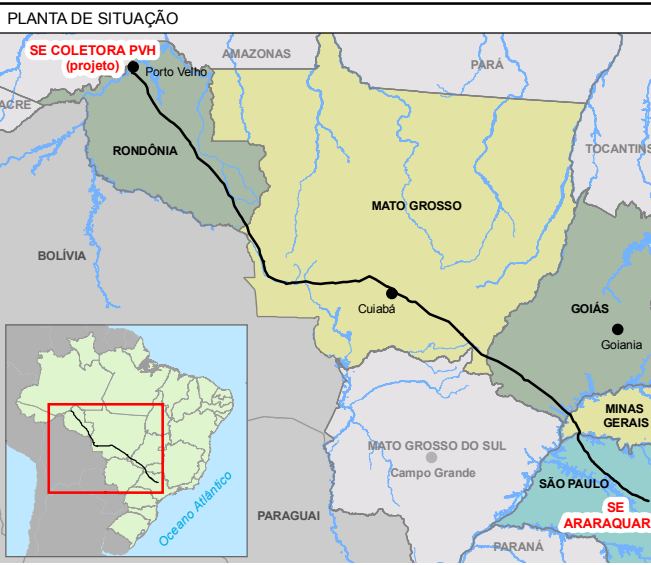 PLANTA DE SITUAÇÃO
SE COLETORA PVH
(projeto)
Porto Velho
AMAZONAS
PARÁ
ACRE
TOCANTINS
RONDÔNIA
MATO GROSSO
BOLÍVIA
Cuiabá
GOIÁS
Goiania
MINAS
GERAIS
MATO GROSSO DO SUL
Campo Grande
SÃO PAULO
SE
ARARAQUAR
PARAGUAI
PARANÁ
Oceano Atlântico